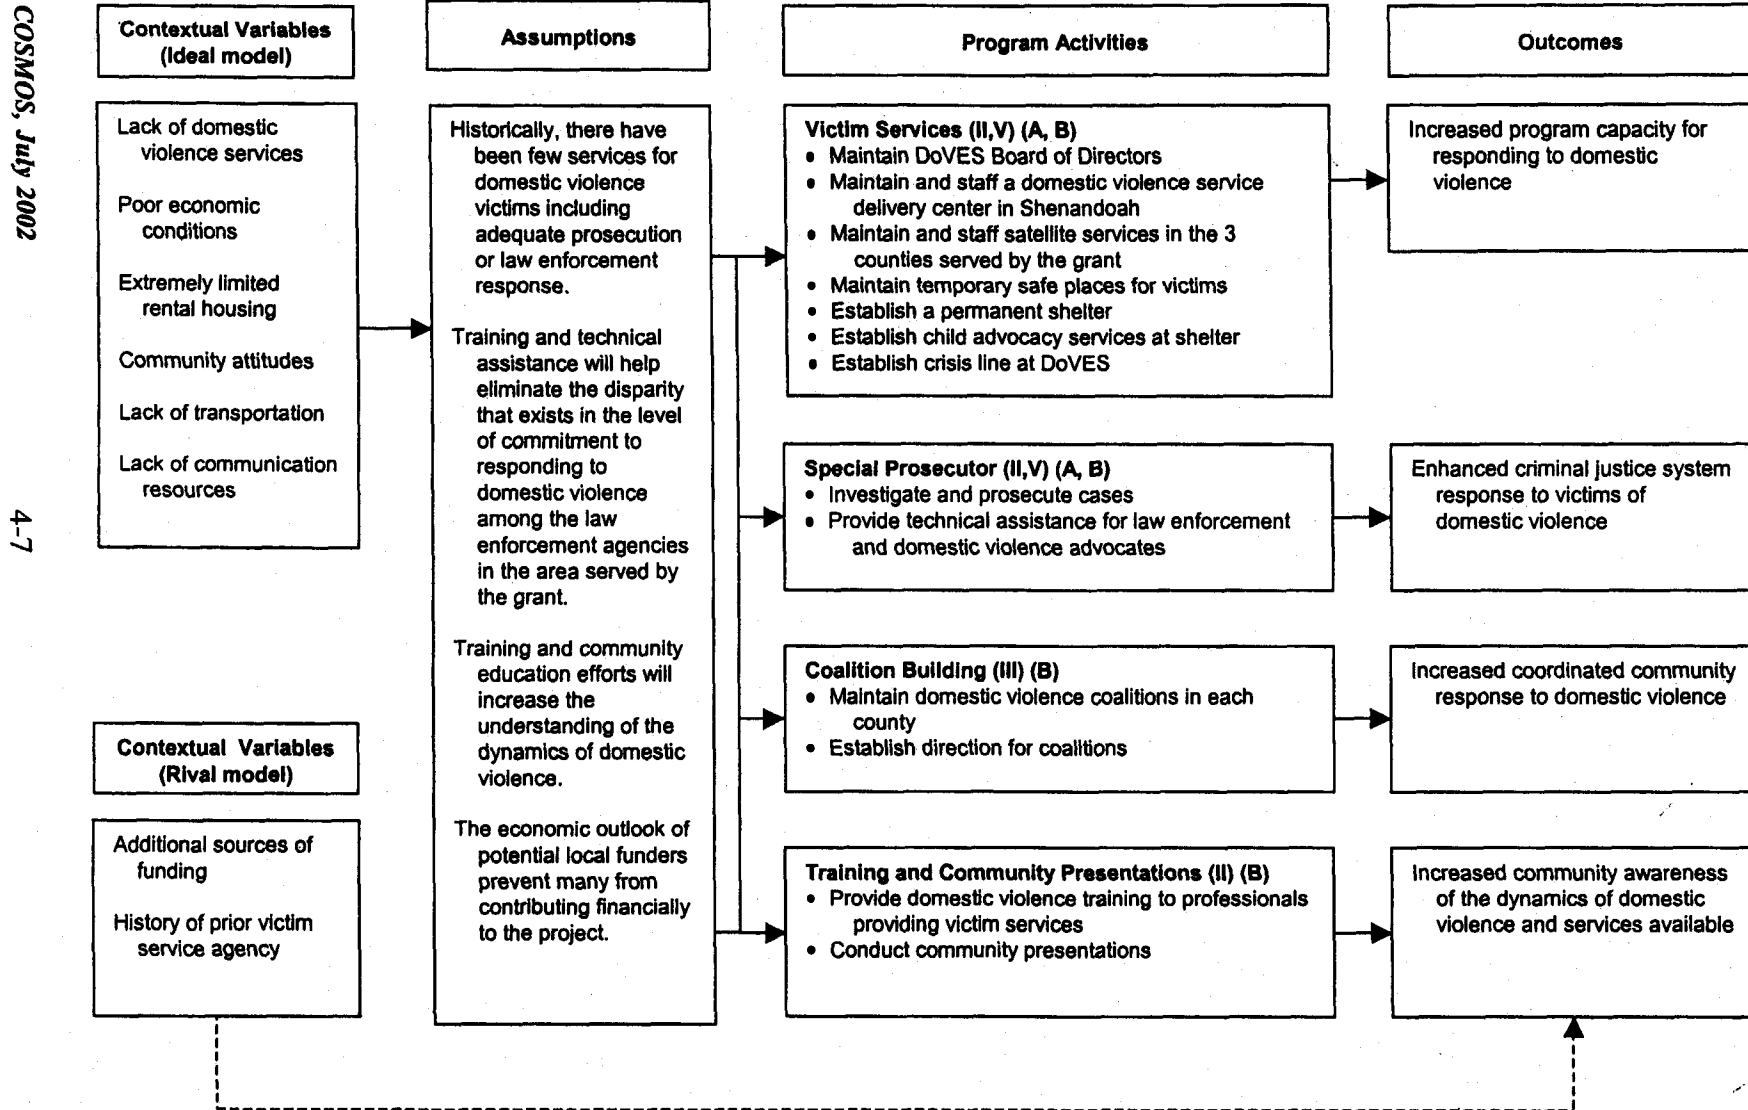 COSMOS, July 2002
4-7
Contextual Variables
(Ideal model)
Lack of domestic
violence services
Poor economic
conditions
Extremely limited
rental housing
Community attitudes
Lack of transportation
Lack of communication
resources
Contextual Variables
(Rival model)
Additional sources of
funding
History of prior victim
service agency
Assumptions
Historically, there have
been few services for
domestic violence
victims including
adequate prosecution
or law enforcement
response.
Training and technical
assistance will help
eliminate the disparity
that exists in the level
of commitment to
responding to
domestic violence
among the law
enforcement agencies
in the area served by
the grant.
Training and community
education efforts will
increase the
understanding of the
dynamics of domestic
violence.
The economic outlook of
potential local funders
prevent many from
contributing financially
to the project.
Program Activities
Victim Services (II,V) (A, B)
• Maintain DoVES Board of Directors
• Maintain and staff a domestic violence service
delivery center in Shenandoah
• Maintain and staff satellite services in the 3
counties served by the grant
• Maintain temporary safe places for victims
• Establish a permanent shelter
• Establish child advocacy services at shelter
• Establish crisis line at DoVES
Special Prosecutor (II,V) (A, B)
• Investigate and prosecute cases
• Provide technical assistance for law enforcement
and domestic violence advocates
Coalition Building (III) (B)
• Maintain domestic violence coalitions in each
county
• Establish direction for coalitions
Training and Community Presentations (II) (B)
• Provide domestic violence training to professionals
providing victim services
• Conduct community presentations
Outcomes
Increased program capacity for
responding to domestic
violence
Enhanced criminal justice system
response to victims of
domestic violence
Increased coordinated community
response to domestic violence
Increased community awareness
of the dynamics of domestic
violence and services available